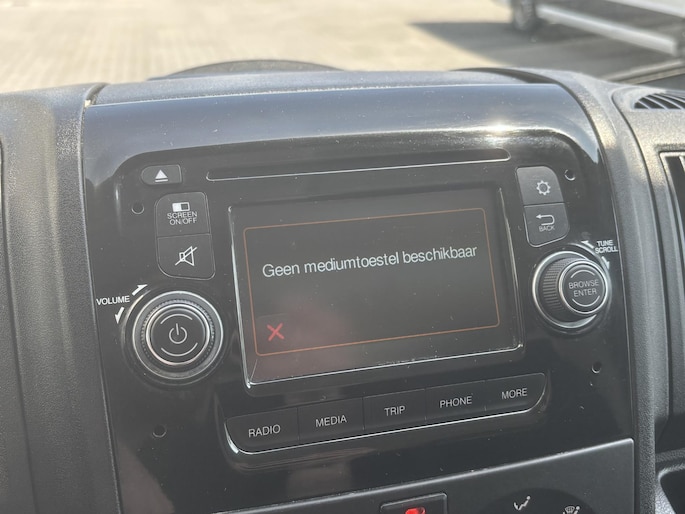 SCREEN
ON/OFF
BACK
TUNE
SCROLL
Geen mediumtoestel beschikbaar
VOLUME
BROWSE
ENTER
RADIO
MEDIA
TRIP
PHONE
MORE